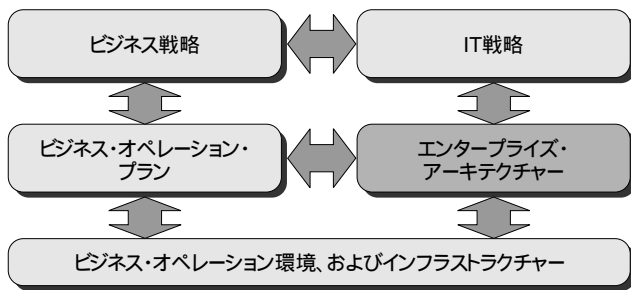 ビジネス戦略
IT戦略
ビジネス・オペレーション・
プラン
エンタープライズ・
アーキテクチャー
ビジネス・オペレーション環境、およびインフラストラクチャー